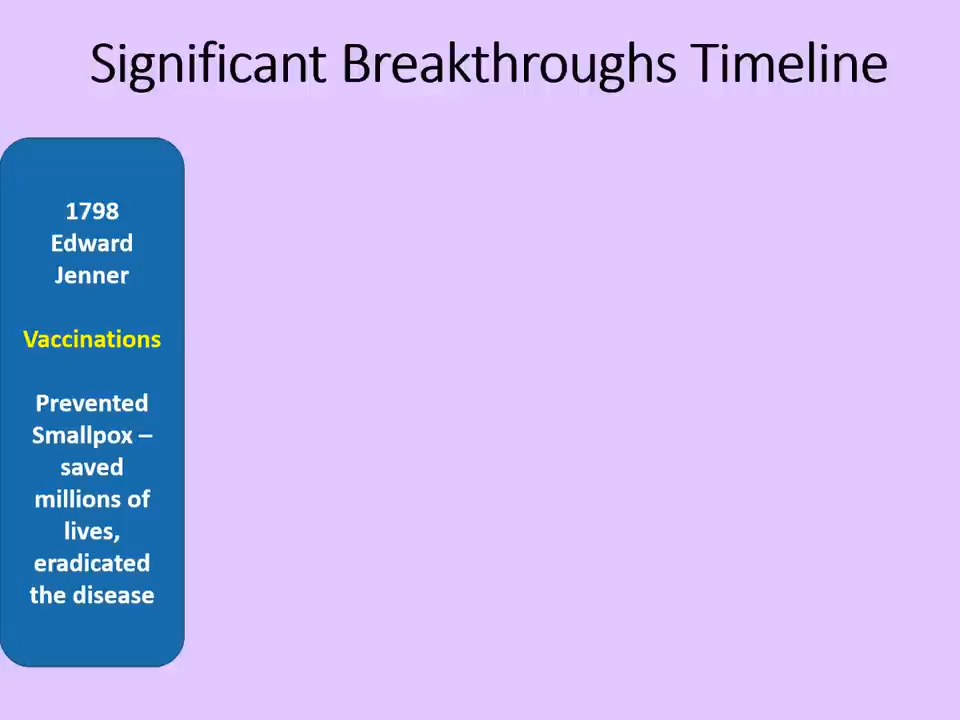 Significant Breakthroughs Timeline
1798
Edward
Jenner
Vaccinations
Prevented
Smallpox –
saved
millions of
lives,
eradicated
the disease